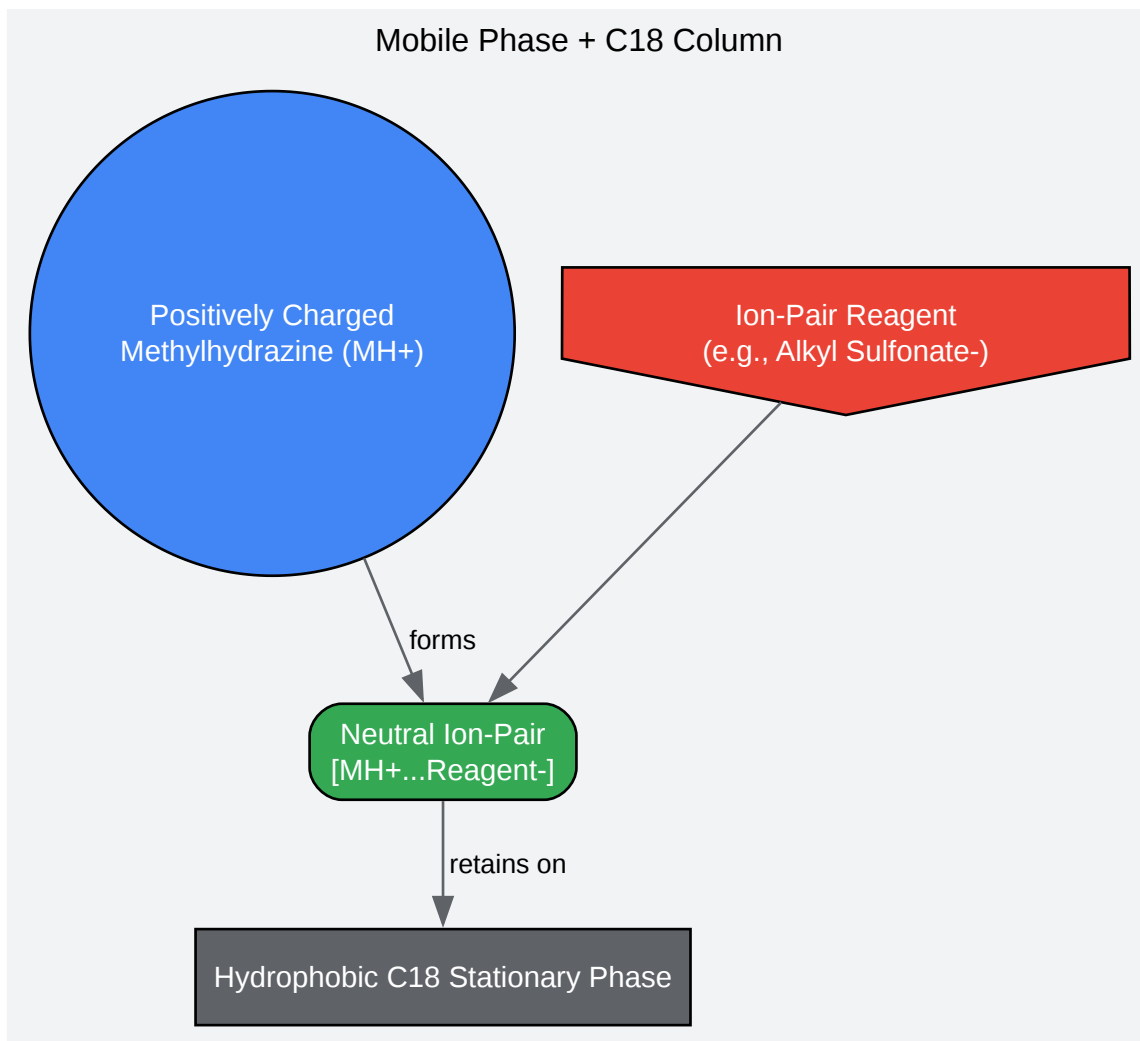 Mobile Phase + C18 Column
Positively Charged
Methylhydrazine (MH+)
Ion-Pair Reagent
(e.g., Alkyl Sulfonate-)
forms
Neutral Ion-Pair
[MH+...Reagent-]
retains on
Hydrophobic C18 Stationary Phase